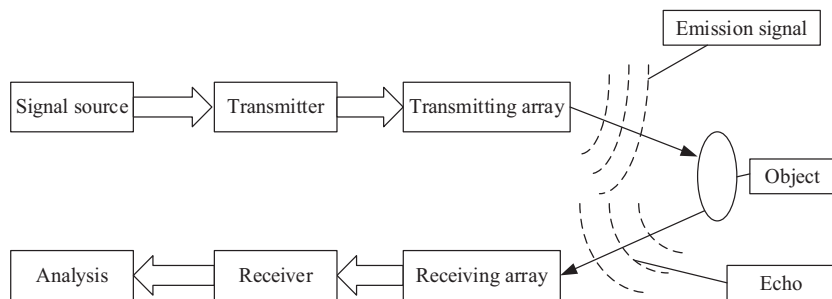 Emission signal
Signal source
Transmitter
Transmitting array
Object
Analysis
Receiver
Receiving array
Echo